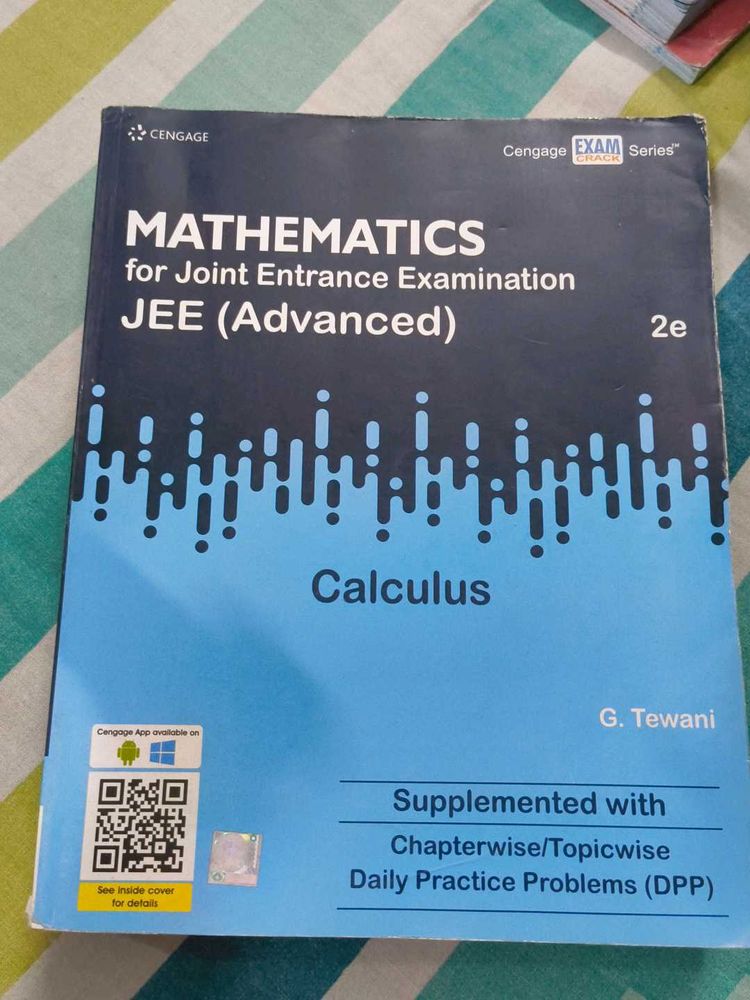 CENGAGE
Cengage EXAM CRACK Series™
MATHEMATICS
for Joint Entrance Examination
JEE (Advanced)
2e
Calculus
G. Tewani
Cengage App available on
See inside cover
for details
Supplemented with
Chapterwise/Topicwise
Daily Practice Problems (DPP)